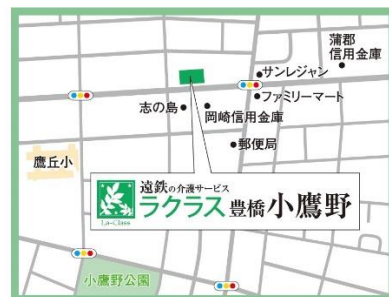 蒲郡
信用金庫
サンレジャン
ファミリーマート
志の島
岡崎信用金庫
郵便局
鷹丘小
遠鉄の介護サービス
ラクラス豊橋小鷹野
La-Class
小鷹野公園